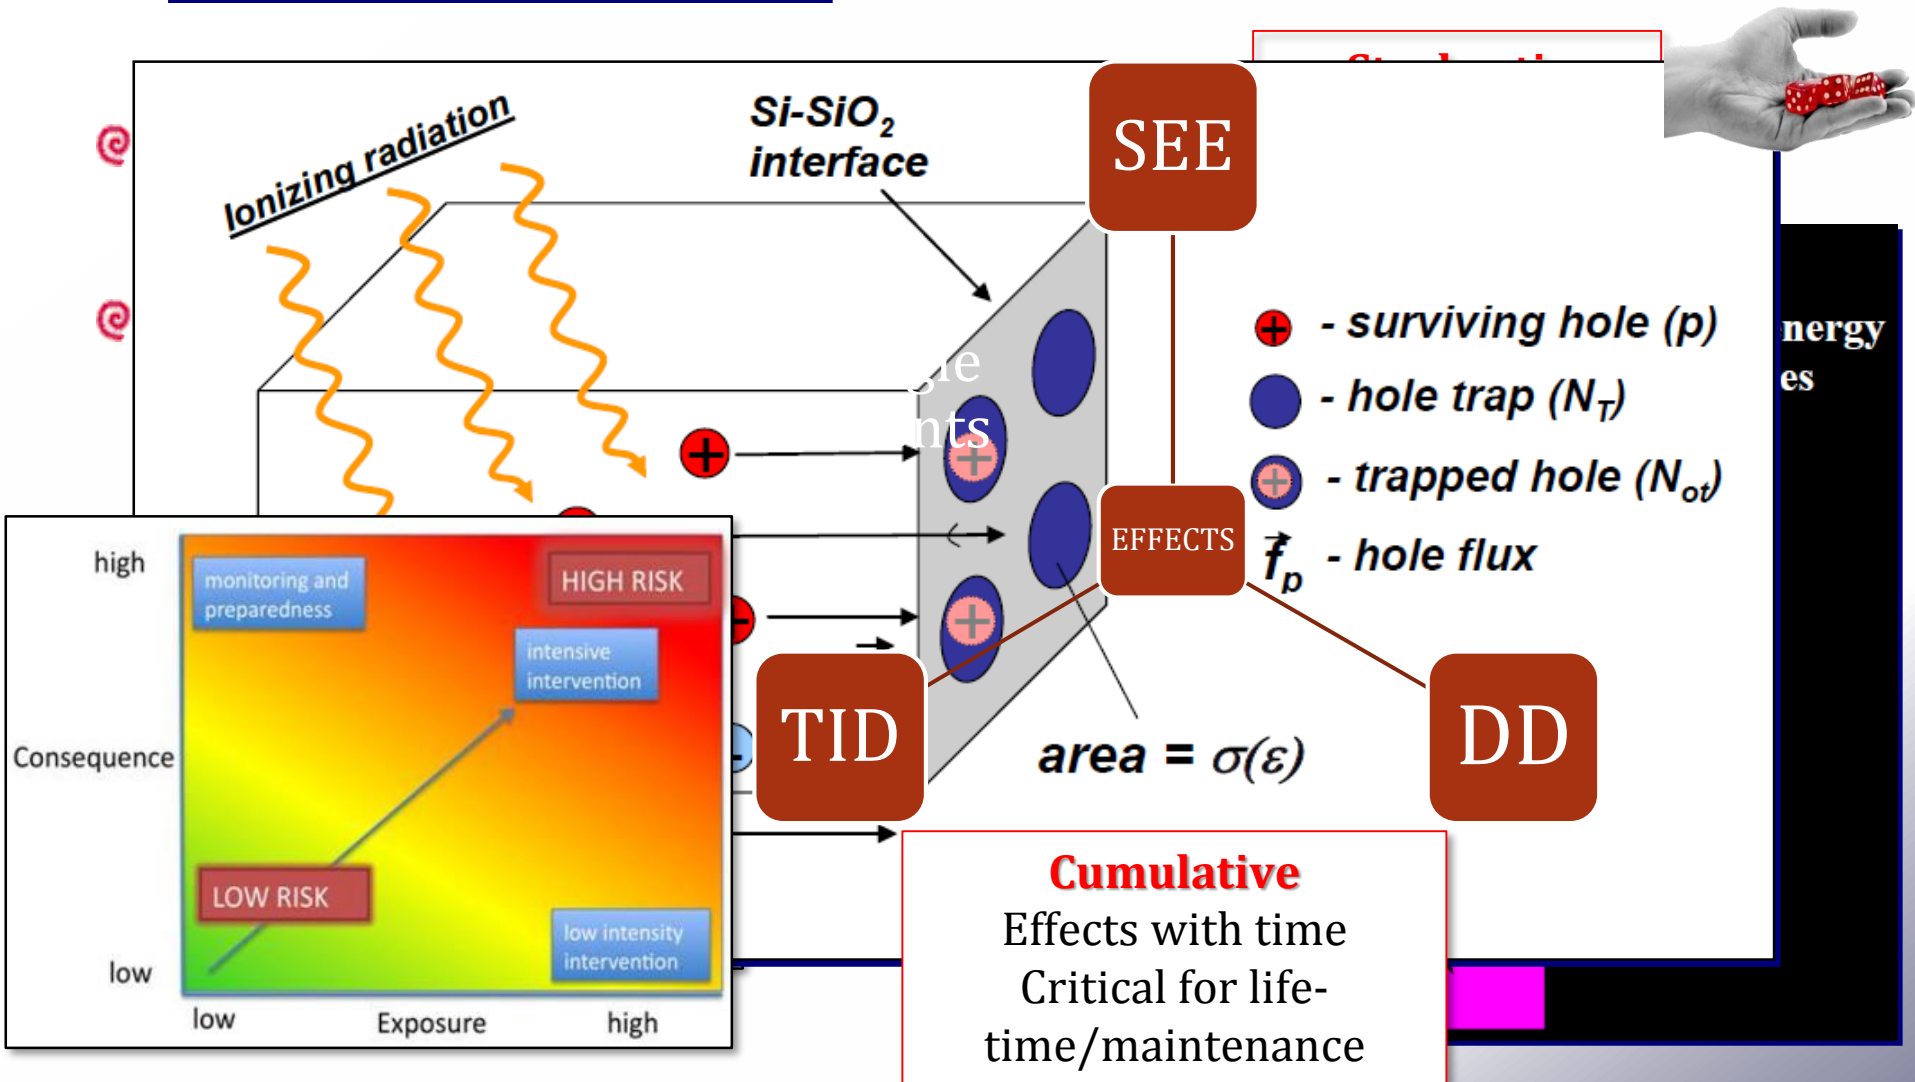 Ionizing radiation
Si-SiO2
interface
SEE
- surviving hole (p)
- hole trap (NT)
- trapped hole (Not)
fp - hole flux
EFFECTS
TID
DD
area = σ(ε)
nergy
es
nts
high
Consequence
low
monitoring and
preparedness
HIGH RISK
intensive
intervention
LOW RISK
low intensity
intervention
low
Exposure
high
Cumulative
Effects with time
Critical for life-
time/maintenance